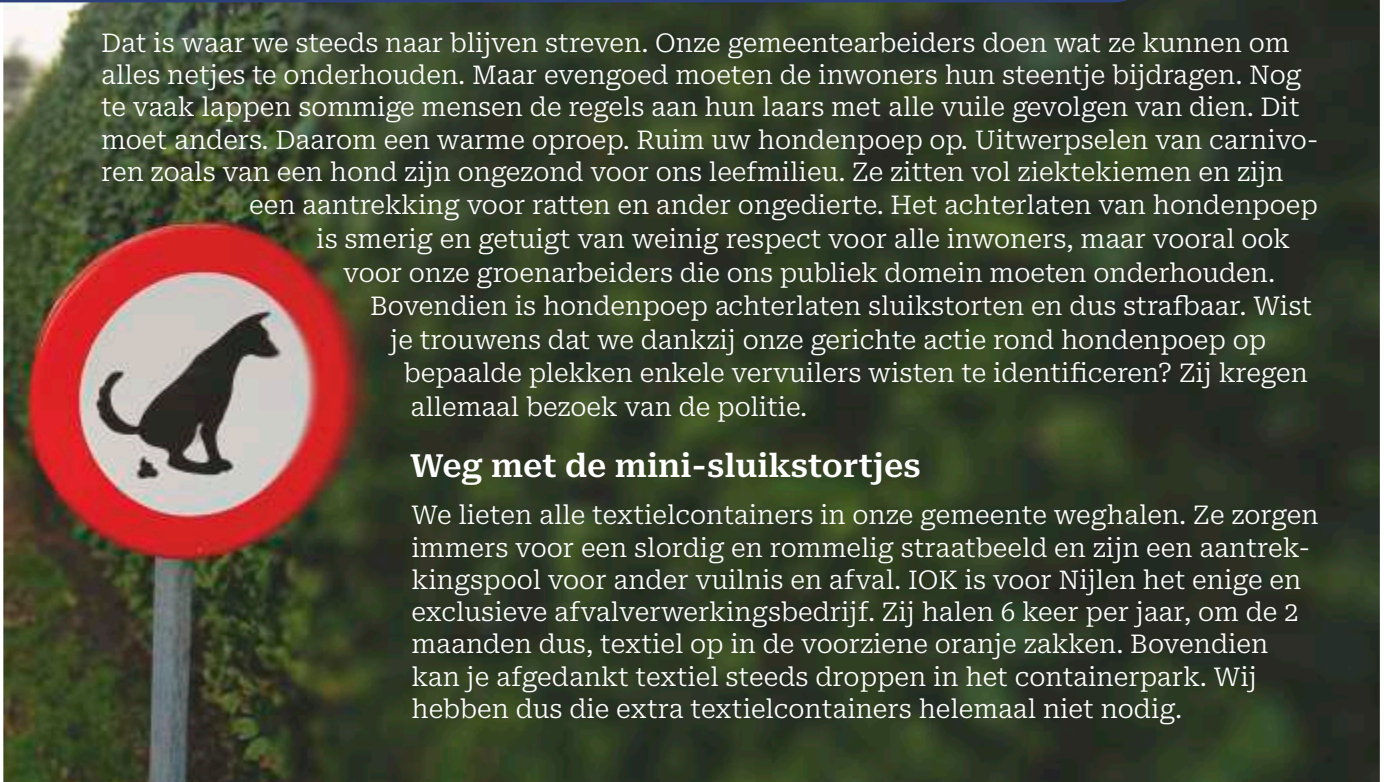 Dat is waar we steeds naar blijven streven. Onze gemeentearbeiders doen wat ze kunnen om
alles netjes te onderhouden. Maar evengoed moeten de inwoners hun steentje bijdragen. Nog
te vaak lappen sommige mensen de regels aan hun laars met alle vuile gevolgen van dien. Dit
moet anders. Daarom een warme oproep. Ruim uw hondenpoep op. Uitwerpselen van carnivo-
ren zoals van een hond zijn ongezond voor ons leefmilieu. Ze zitten vol ziektekiemen en zijn
een aantrekking voor ratten en ander ongedierte. Het achterlaten van hondenpoep
is smerig en getuigt van weinig respect voor alle inwoners, maar vooral ook
voor onze groenarbeiders die ons publiek domein moeten onderhouden.
Bovendien is hondenpoep achterlaten sluikstorten en dus strafbaar. Wist
je trouwens dat we dankzij onze gerichte actie rond hondenpoep op
bepaalde plekken enkele vervuilers wisten te identificeren? Zij kregen
allemaal bezoek van de politie.
Weg met de mini-sluikstortjes
We lieten alle textielcontainers in onze gemeente weghalen. Ze zorgen
immers voor een slordig en rommelig straatbeeld en zijn een aantrek-
kingspool voor ander vuilnis en afval. IOK is voor Nijlen het enige en
exclusieve afvalverwerkingsbedrijf. Zij halen 6 keer per jaar, om de 2
maanden dus, textiel op in de voorziene oranje zakken. Bovendien
kan je afgedankt textiel steeds droppen in het containerpark. Wij
hebben dus die extra textielcontainers helemaal niet nodig.